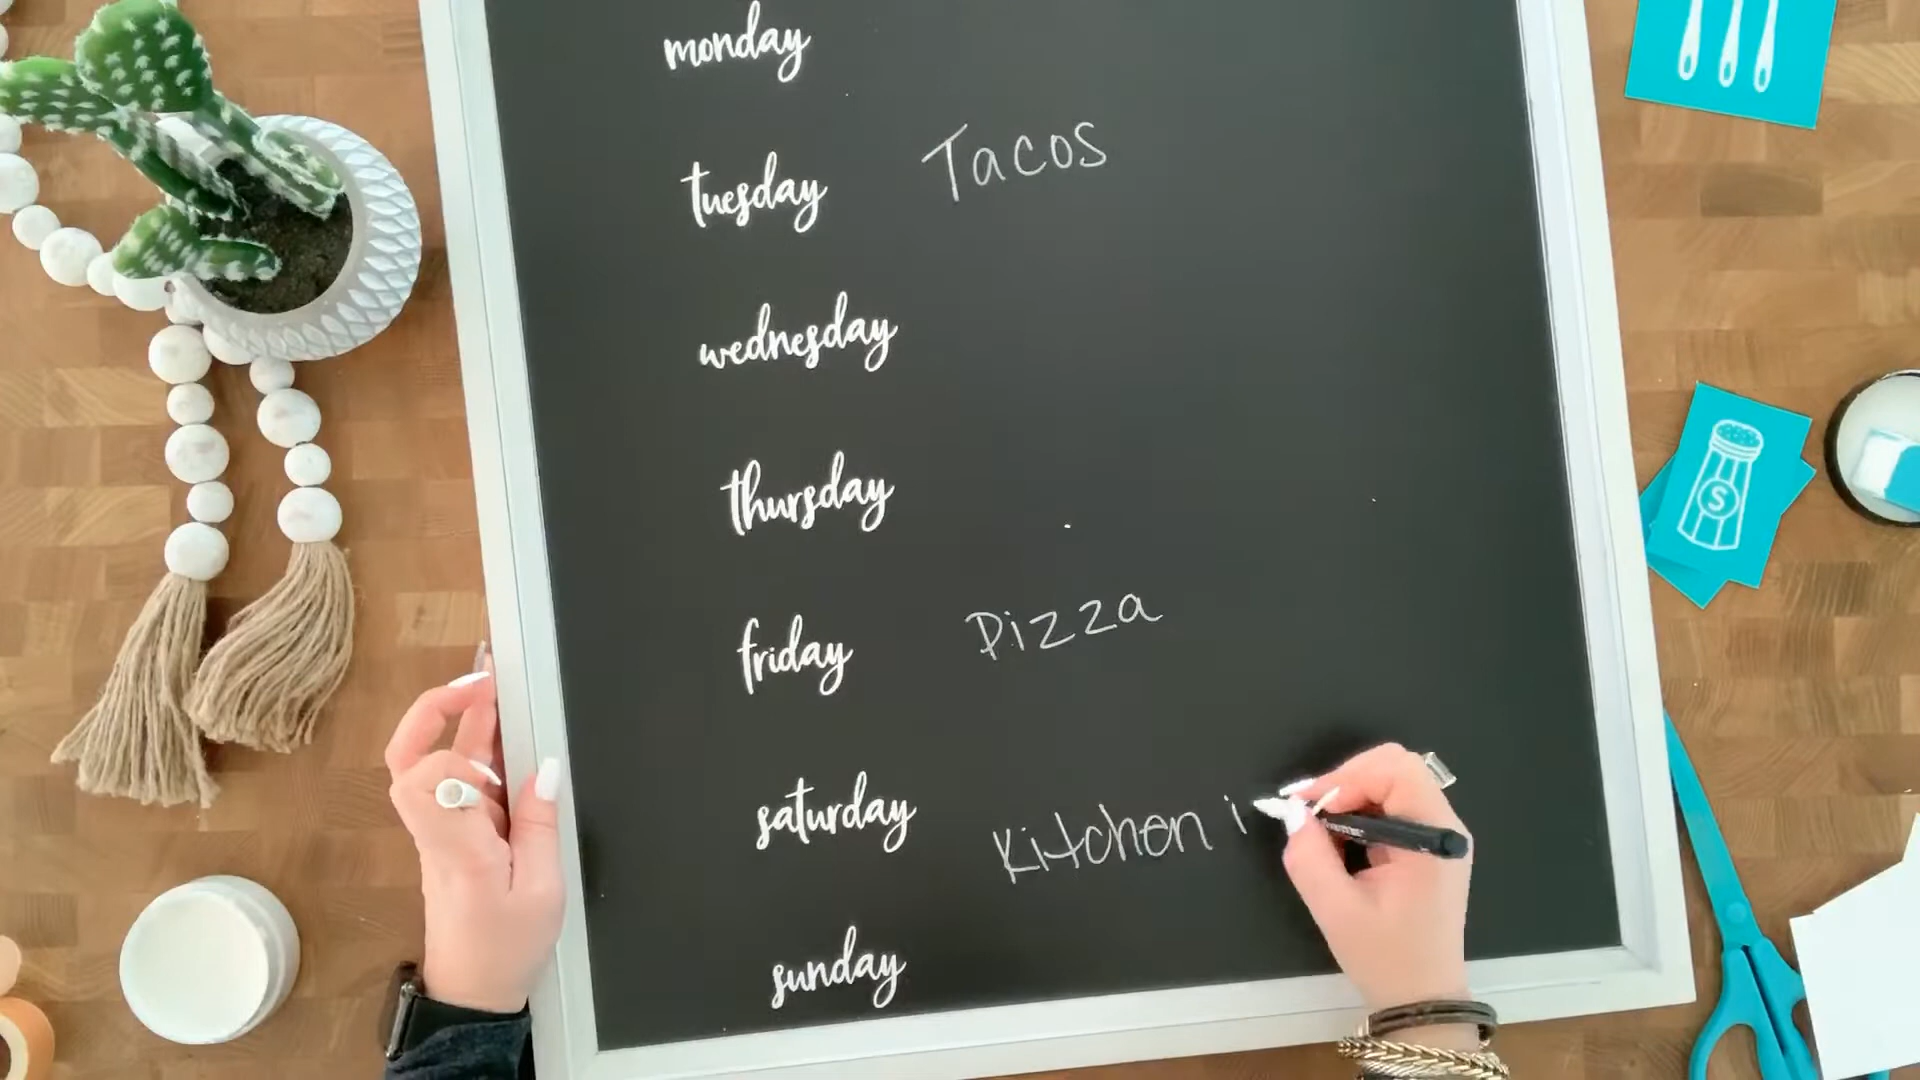 monday
tuesday Tacos
wednesday
thursday
friday Pizza
saturday Kitchen i
sunday
S